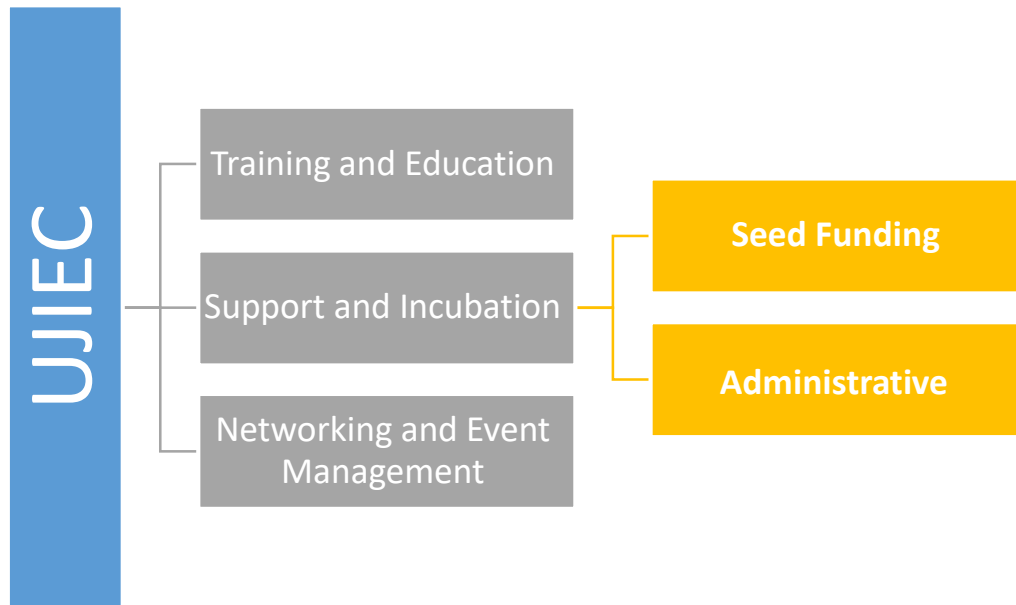 UJIEC
Training and Education
Support and Incubation
Networking and Event
Management
Seed Funding
Administrative